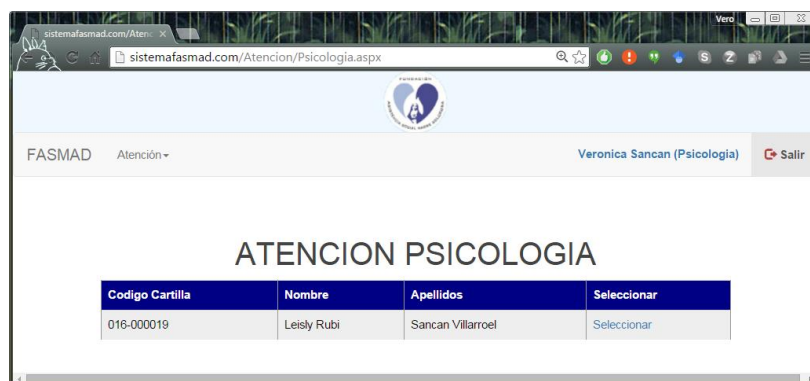 Vero
sistemafasmad.com/Atenc
sistemafasmad.com/Atencion/Psicologia.aspx
FUNDACIÓN
FASMAD
Atención
Veronica Sancan (Psicologia)
Salir
ATENCION PSICOLOGIA
Codigo Cartilla Nombre Apellidos Seleccionar
016-000019 Leisly Rubi Sancan Villarroel Seleccionar